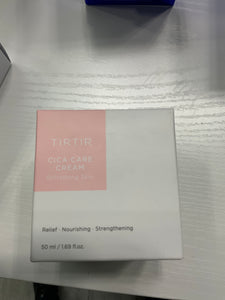 TIRTIR
CICA CARE
CREAM
Relief · Nourishing · Strengthening
50 ml / 1.69 fl.oz.